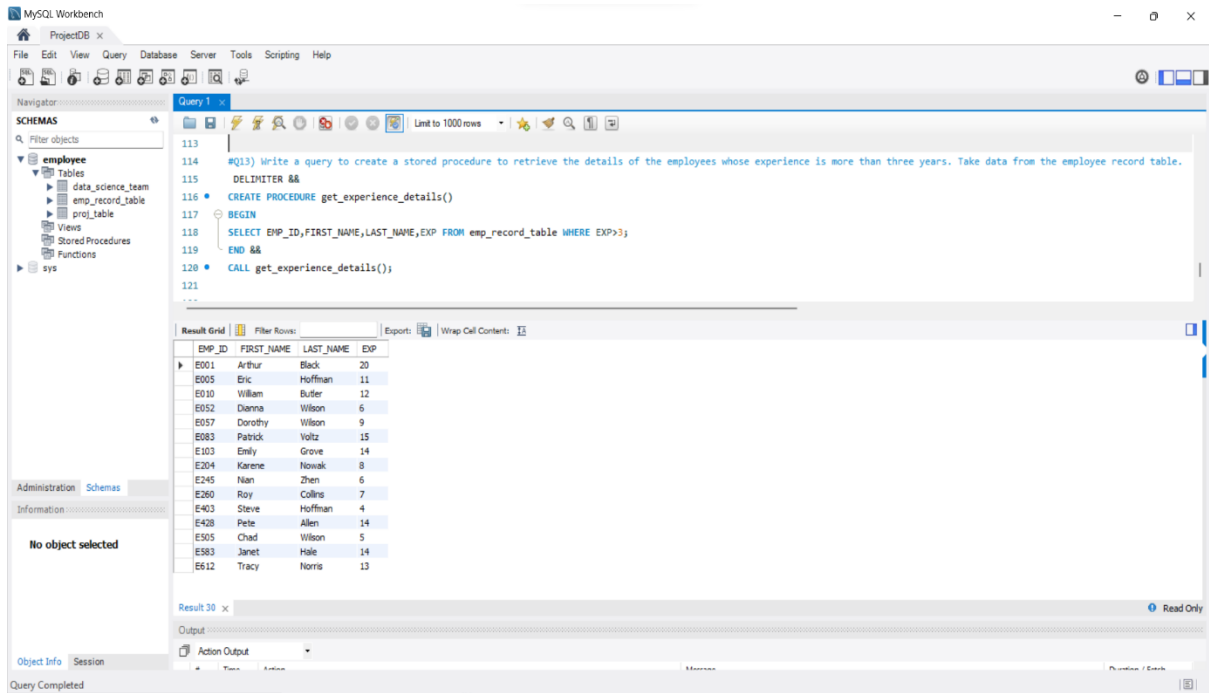 MySQL Workbench
ProjectDB ×
File Edit View Query Database Server Tools Scripting Help
Navigator
SCHEMAS
Filter objects
employee
Tables
data_science_team
emp_record_table
proj_table
Views
Stored Procedures
Functions
sys
Administration Schemas
Information
No object selected
Object Info Session
Query 1 ×
Limit to 1000 rows
113
114 #Q13) Write a query to create a stored procedure to retrieve the details of the employees whose experience is more than three years. Take data from the employee record table.
115 DELIMITER &&
116 CREATE PROCEDURE get_experience_details()
117 BEGIN
118 SELECT EMP_ID,FIRST_NAME,LAST_NAME,EXP FROM emp_record_table WHERE EXP>3;
119 END &&
120 CALL get_experience_details();
121
Result Grid Filter Rows: Export: Wrap Cell Content:
EMP_ID FIRST_NAME LAST_NAME EXP
E001 Arthur Black 20
E005 Eric Hoffman 11
E010 William Butler 12
E052 Dianna Wilson 6
E057 Dorothy Wilson 9
E083 Patrick Voltz 15
E103 Emily Grove 14
E204 Karene Nowak 8
E245 Nian Zhen 6
E260 Roy Collins 7
E403 Steve Hoffman 4
E428 Pete Allen 14
E505 Chad Wilson 5
E583 Janet Hale 14
E612 Tracy Norris 13
Result 30 ×
Read Only
Output
Action Output
# Time Action Message Duration / Fetch
Query Completed